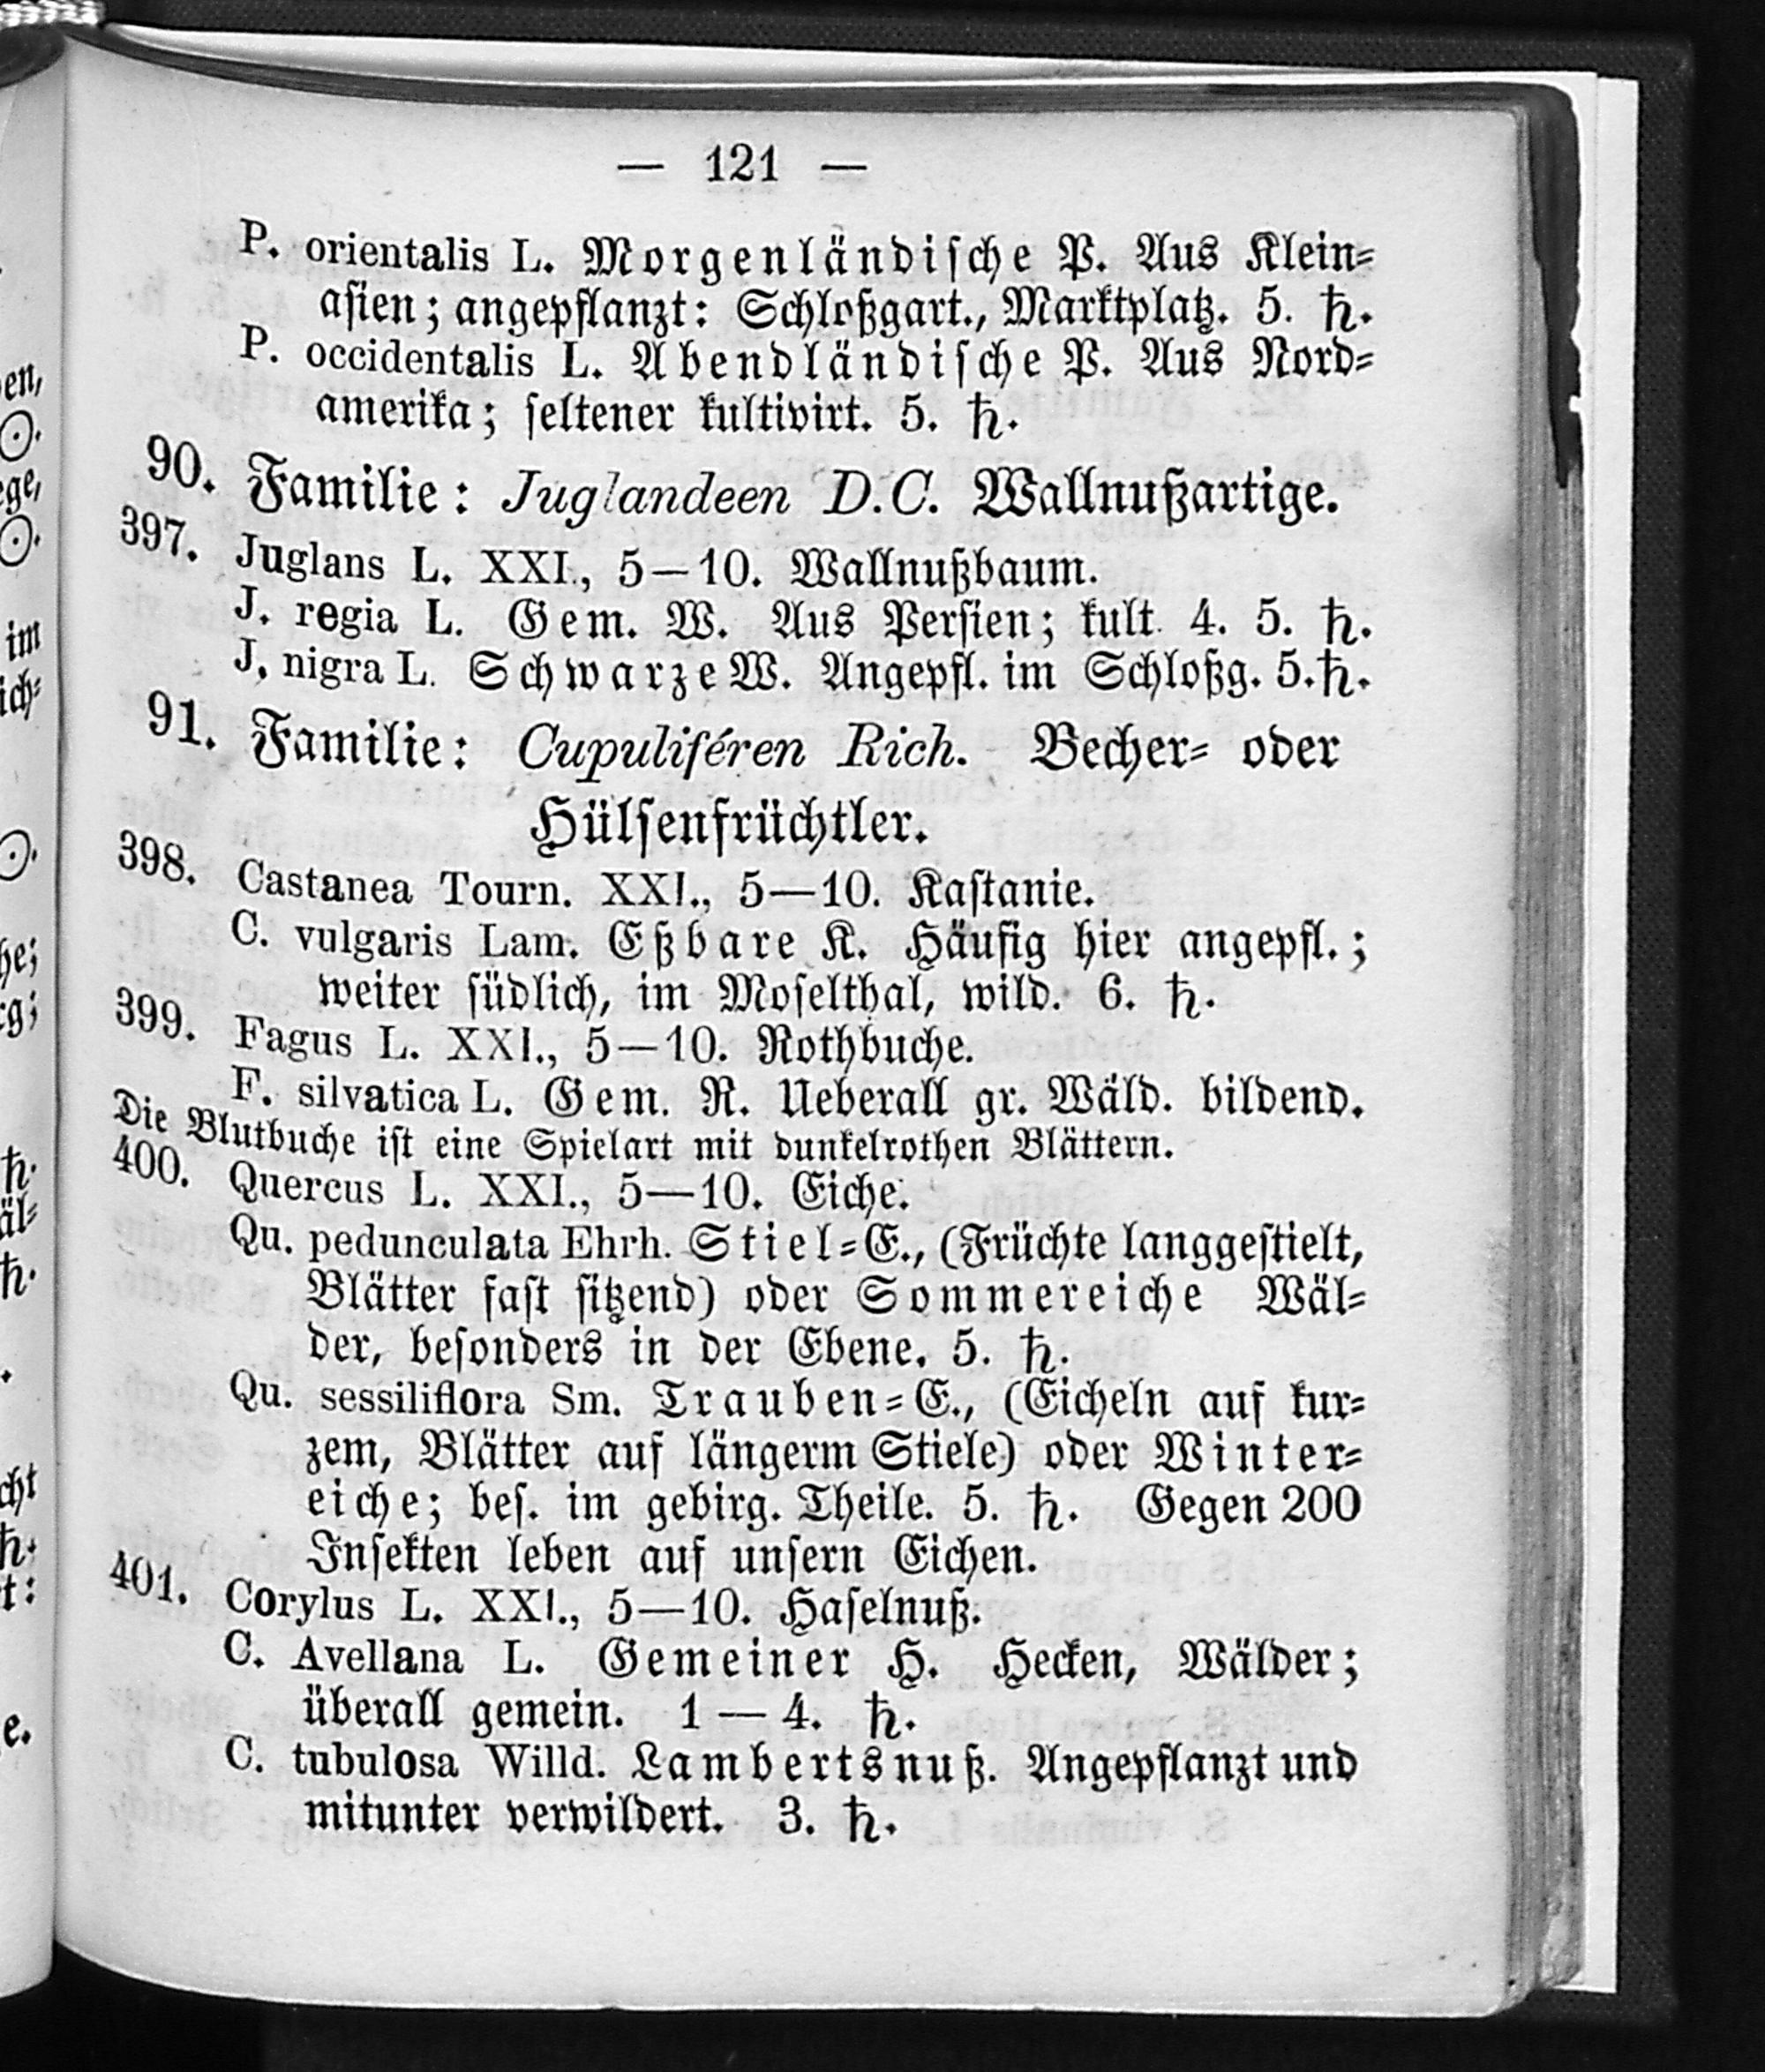 — 121 —
P. orientalis L. Morgenländische P. Aus Klein-
asien; angepflanzt: Schloßgart., Marktplatz. 5. ♄.
P. occidentalis L. Abendländische P. Aus Nord-
amerika; seltener kultivirt. 5. ♄.
90. Familie: Juglandeen D.C. Wallnußartige.
397. Juglans L. XXI., 5—10. Wallnußbaum.
J. regia L. Gem. W. Aus Persien; kult. 4. 5. ♄.
J. nigra L. Schwarze W. Angepfl. im Schloßg. 5. ♄.
91. Familie: Cupuliféren Rich. Becher- oder
Hülsenfrüchtler.
398. Castanea Tourn. XXI., 5—10. Kastanie.
C. vulgaris Lam. Eßbare K. Häufig hier angepfl.;
weiter südlich, im Moselthal, wild. 6. ♄.
399. Fagus L. XXI., 5—10. Rothbuche.
F. silvatica L. Gem. R. Ueberall gr. Wäld. bildend.
Die Blutbuche ist eine Spielart mit dunkelrothen Blättern.
400. Quercus L. XXI., 5—10. Eiche.
Qu. pedunculata Ehrh. Stiel-E., (Früchte langgestielt,
Blätter fast sitzend) oder Sommereiche Wäl-
der, besonders in der Ebene. 5. ♄.
Qu. sessiliflora Sm. Trauben-E., (Eicheln auf kur-
zem, Blätter auf längerm Stiele) oder Winter-
eiche; bes. im gebirg. Theile. 5. ♄. Gegen 200
Insekten leben auf unsern Eichen.
401. Corylus L. XXI., 5—10. Haselnuß.
C. Avellana L. Gemeiner H. Hecken, Wälder;
überall gemein. 1 — 4. ♄.
C. tubulosa Willd. Lambertsnuß. Angepflanzt und
mitunter verwildert. 3. ♄.